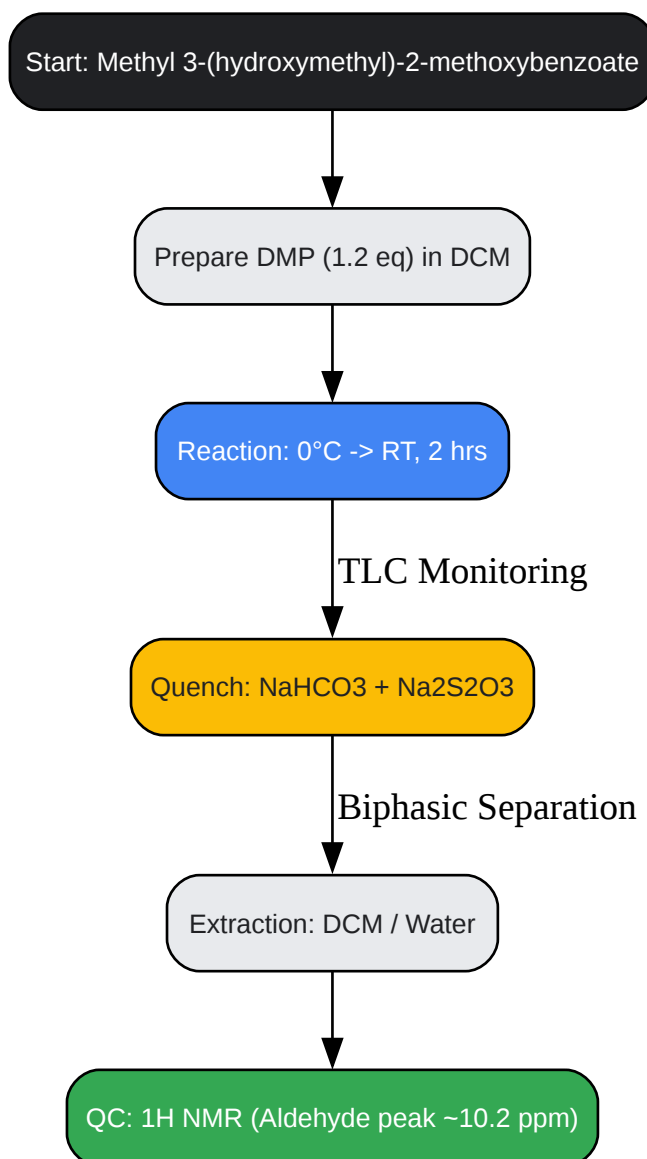 Start: Methyl 3-(hydroxymethyl)-2-methoxybenzoate
Prepare DMP (1.2 eq) in DCM
Reaction: 0°C -> RT, 2 hrs
TLC Monitoring
Quench: NaHCO3 + Na2S2O3
Biphasic Separation
Extraction: DCM / Water
QC: 1H NMR (Aldehyde peak ~10.2 ppm)